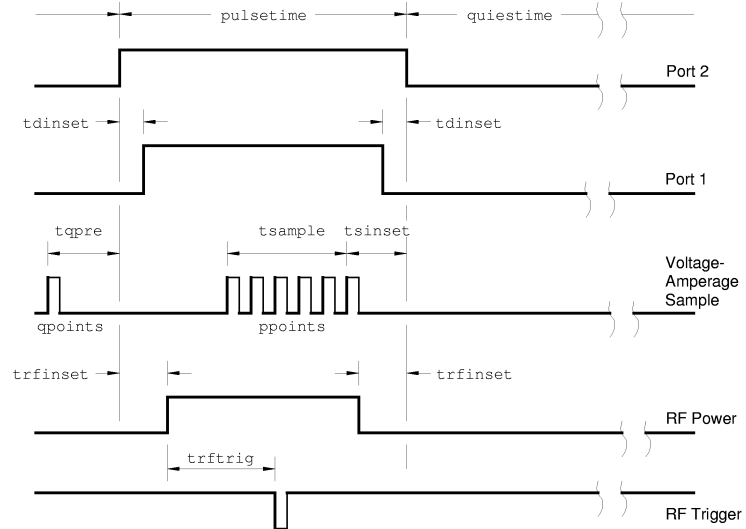 pulsetime
quiestime
Port 2
tdinset
tdinset
Port 1
tqpre
tsample
tsinset
Voltage-
Amperage
Sample
qpoints
ppoints
trfinset
trfinset
RF Power
trftrig
RF Trigger